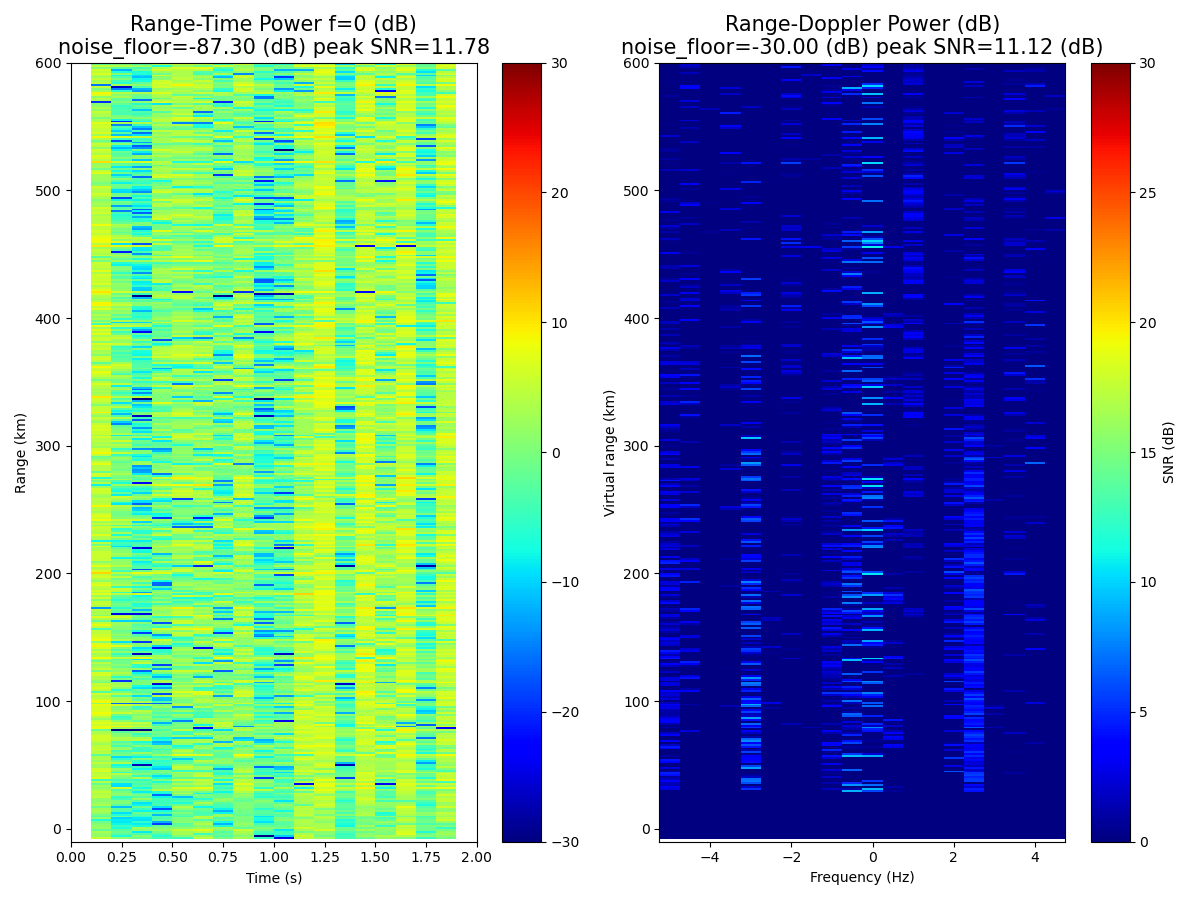 Range-Time Power f=0 (dB)
noise_floor=-87.30 (dB) peak SNR=11.78
Range-Doppler Power (dB)
noise_floor=-30.00 (dB) peak SNR=11.12 (dB)
600
500
400
300
200
100
0
Range (km)
0.00 0.25 0.50 0.75 1.00 1.25 1.50 1.75 2.00
Time (s)
30
20
10
0
−10
−20
−30
600
500
400
300
200
100
0
Virtual range (km)
−4 −2 0 2 4
Frequency (Hz)
30
25
20
15
10
5
0
SNR (dB)